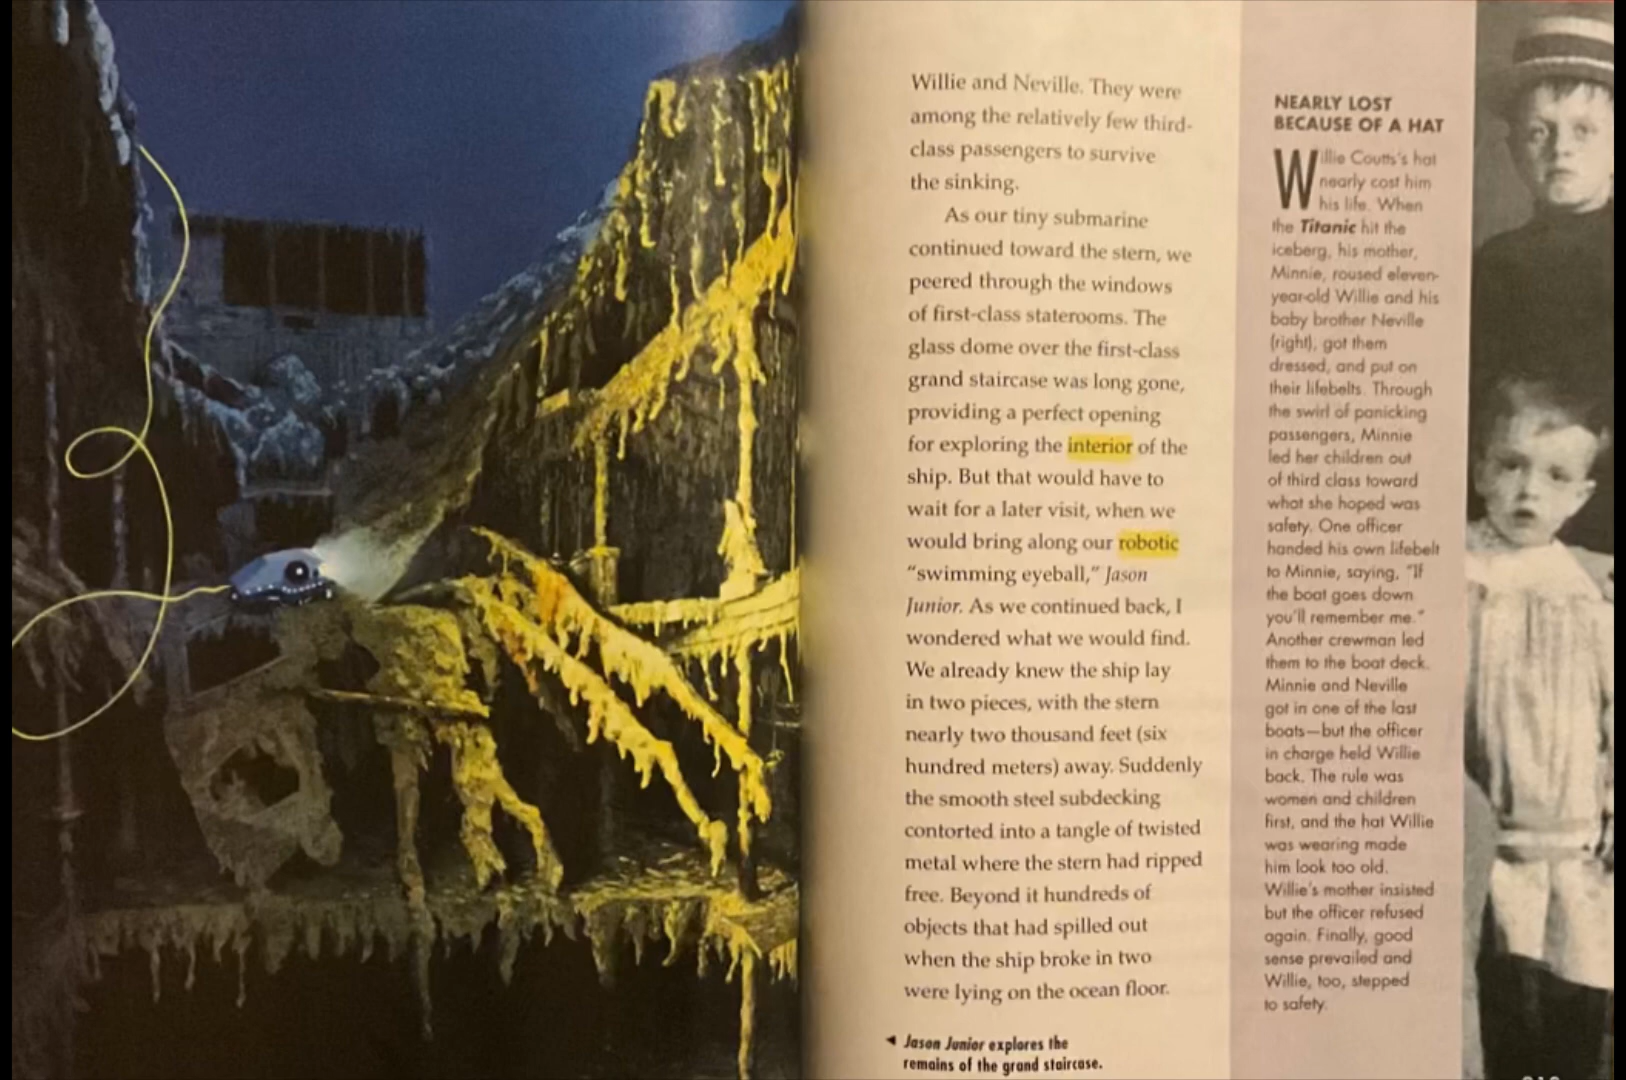 Willie and Neville. They were
among the relatively few third-
class passengers to survive
the sinking.
As our tiny submarine
continued toward the stern, we
peered through the windows
of first-class staterooms. The
glass dome over the first-class
grand staircase was long gone,
providing a perfect opening
for exploring the interior of the
ship. But that would have to
wait for a later visit, when we
would bring along our robotic
“swimming eyeball,” Jason
Junior. As we continued back, I
wondered what we would find.
We already knew the ship lay
in two pieces, with the stern
nearly two thousand feet (six
hundred meters) away. Suddenly
the smooth steel subdecking
contorted into a tangle of twisted
metal where the stern had ripped
free. Beyond it hundreds of
objects that had spilled out
when the ship broke in two
were lying on the ocean floor.
◄ Jason Junior explores the
remains of the grand staircase.
NEARLY LOST
BECAUSE OF A HAT
Willie Coutts's hat
nearly cost him
his life. When
the Titanic hit the
iceberg, his mother,
Minnie, roused eleven-
year-old Willie and his
baby brother Neville
(right), got them
dressed, and put on
their lifebelts. Through
the swirl of panicking
passengers, Minnie
led her children out
of third class toward
what she hoped was
safety. One officer
handed his own lifebelt
to Minnie, saying, "If
the boat goes down
you'll remember me."
Another crewman led
them to the boat deck.
Minnie and Neville
got in one of the last
boats—but the officer
in charge held Willie
back. The rule was
women and children
first, and the hat Willie
was wearing made
him look too old.
Willie's mother insisted
but the officer refused
again. Finally, good
sense prevailed and
Willie, too, stepped
to safety.